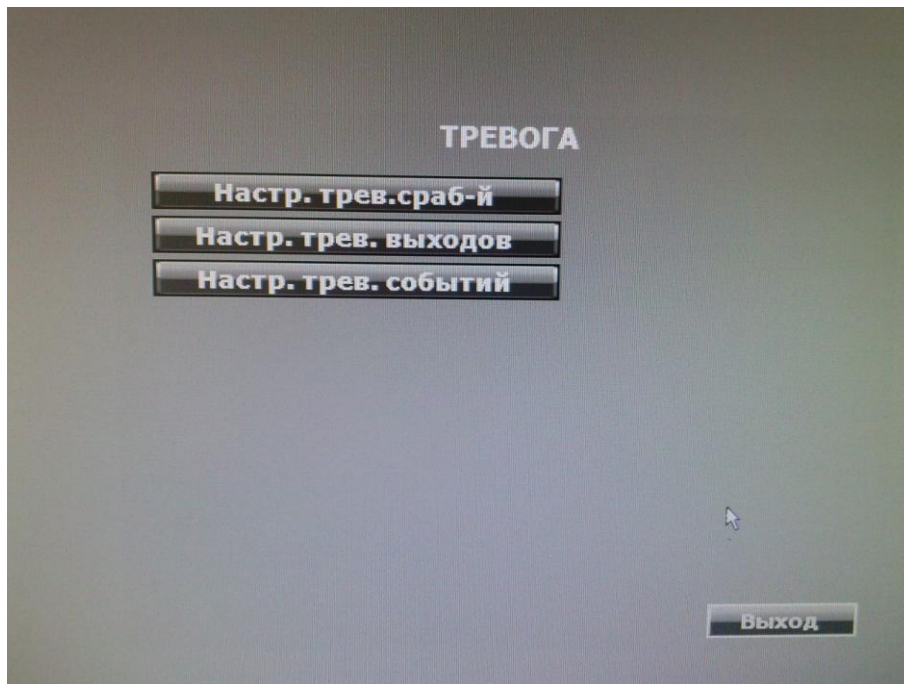 ТРЕВОГА
Настр. трев.сраб-й
Настр. трев. выходов
Настр. трев. событий
Выход